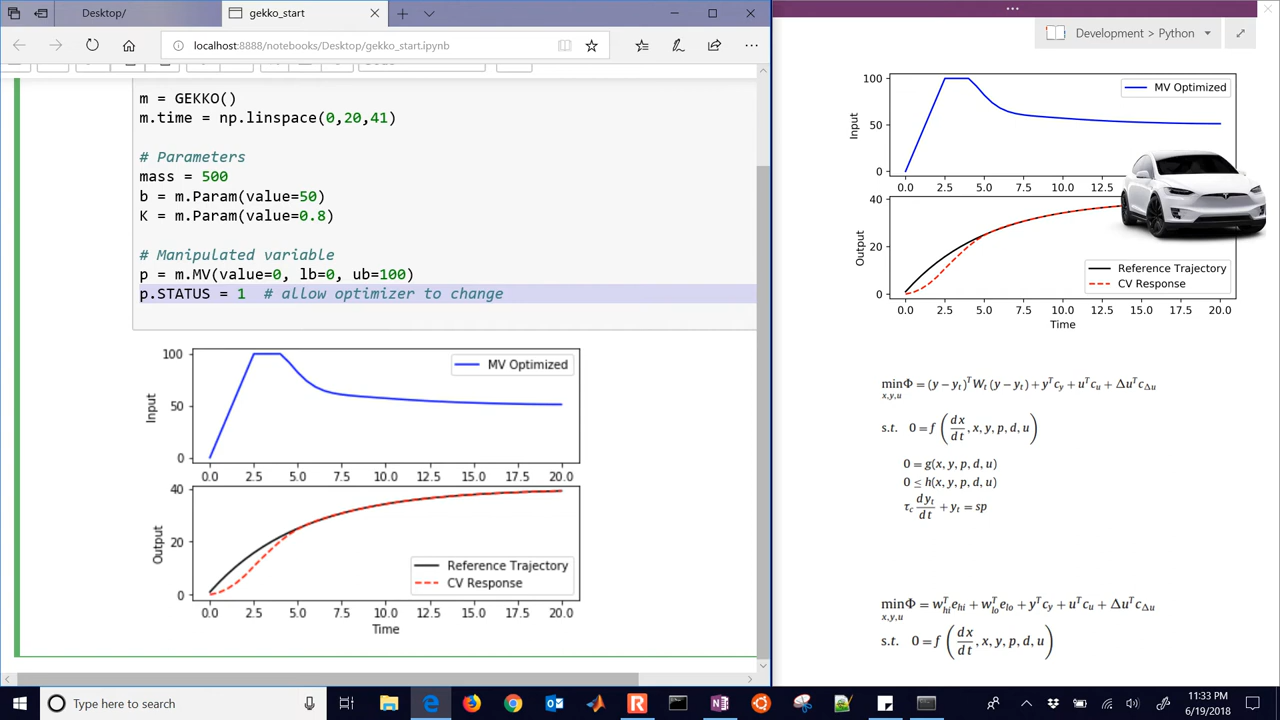 Desktop/
gekko_start
localhost:8888/notebooks/Desktop/gekko_start.ipynb
m = GEKKO()
m.time = np.linspace(0,20,41)
# Parameters
mass = 500
b = m.Param(value=50)
K = m.Param(value=0.8)
# Manipulated variable
p = m.MV(value=0, lb=0, ub=100)
p.STATUS = 1  # allow optimizer to change
100
50
0
Input
MV Optimized
0.0 2.5 5.0 7.5 10.0 12.5 15.0 17.5 20.0
40
20
0
Output
Reference Trajectory
CV Response
0.0 2.5 5.0 7.5 10.0 12.5 15.0 17.5 20.0
Time
Development > Python
100
50
0
Input
MV Optimized
0.0 2.5 5.0 7.5 10.0 12.5
40
20
0
Output
Reference Trajectory
CV Response
0.0 2.5 5.0 7.5 10.0 12.5 15.0 17.5 20.0
Time
min Φ = (y − y_t)^T W_t (y − y_t) + y^T c_y + u^T c_u + Δu^T c_Δu
x,y,u
s.t. 0 = f (dx/dt, x, y, p, d, u)
0 = g(x, y, p, d, u)
0 ≤ h(x, y, p, d, u)
τ_c dy_t/dt + y_t = sp
min Φ = w_hi^T e_hi + w_lo^T e_lo + y^T c_y + u^T c_u + Δu^T c_Δu
x,y,u
s.t. 0 = f (dx/dt, x, y, p, d, u)
Type here to search
11:33 PM
6/19/2018